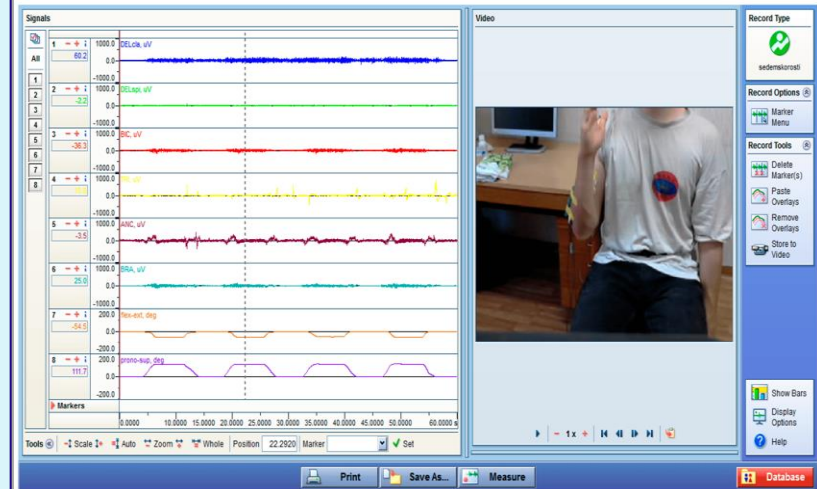 Signals
All
1
2
3
4
5
6
7
8
1
60.2
1000.0
0.0
-1000.0
DELcla, uV
2
-2.2
1000.0
0.0
-1000.0
DELspi, uV
3
-36.3
1000.0
0.0
-1000.0
BIC, uV
4
1000.0
0.0
-1000.0
5
-3.5
1000.0
0.0
-1000.0
ANC, uV
6
25.0
1000.0
0.0
-1000.0
BRA, uV
7
-54.5
200.0
0.0
-200.0
flex-ext, deg
8
111.7
200.0
0.0
-200.0
prono-sup, deg
Markers
0.0000 10.0000 15.0000 20.0000 25.0000 30.0000 35.0000 40.0000 45.0000 50.0000 60.0000 s
Tools Scale Auto Zoom Whole Position 22.2920 Marker Set
Video
1x
Record Type
sedemskorosti
Record Options
Marker
Menu
Record Tools
Delete
Marker(s)
Paste
Overlays
Remove
Overlays
Store to
Video
Show Bars
Display
Options
Help
Print Save As... Measure Database